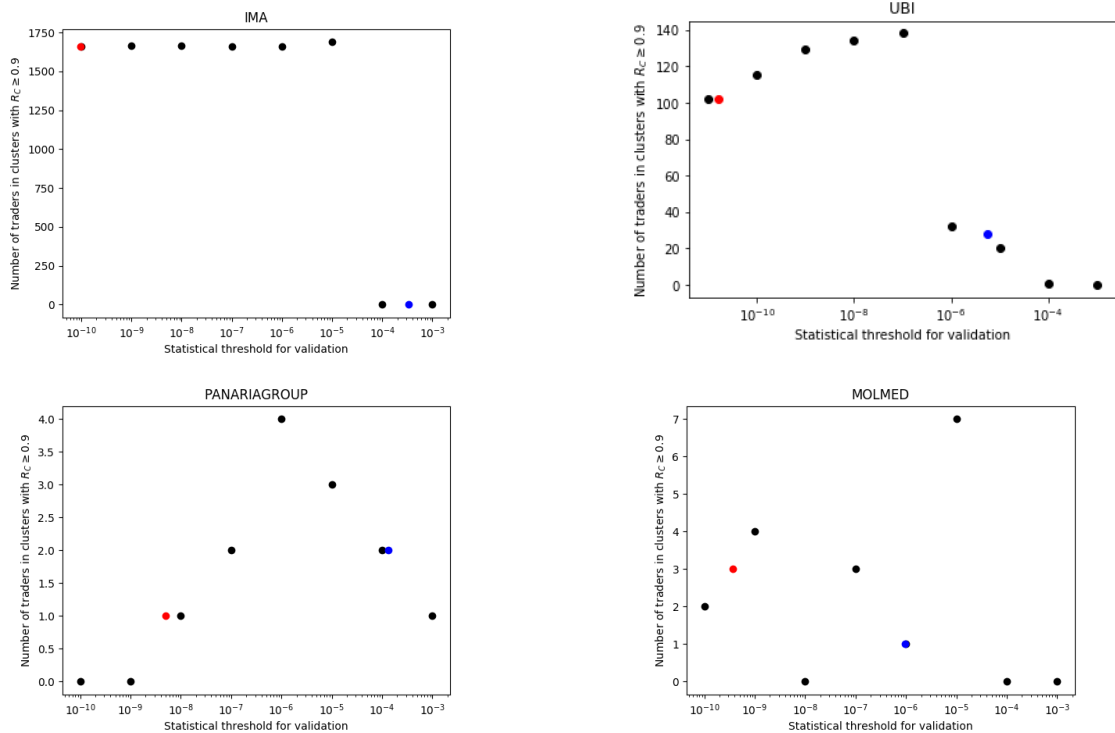 IMA
Number of traders in clusters with $R_C \geq 0.9$
1750
1500
1250
1000
750
500
250
0
10⁻¹⁰ 10⁻⁹ 10⁻⁸ 10⁻⁷ 10⁻⁶ 10⁻⁵ 10⁻⁴ 10⁻³
Statistical threshold for validation
UBI
Number of traders in clusters with $R_C \geq 0.9$
140
120
100
80
60
40
20
0
10⁻¹⁰ 10⁻⁸ 10⁻⁶ 10⁻⁴
Statistical threshold for validation
PANARIAGROUP
Number of traders in clusters with $R_C \geq 0.9$
4.0
3.5
3.0
2.5
2.0
1.5
1.0
0.5
0.0
10⁻¹⁰ 10⁻⁹ 10⁻⁸ 10⁻⁷ 10⁻⁶ 10⁻⁵ 10⁻⁴ 10⁻³
Statistical threshold for validation
MOLMED
Number of traders in clusters with $R_C \geq 0.9$
7
6
5
4
3
2
1
0
10⁻¹⁰ 10⁻⁹ 10⁻⁸ 10⁻⁷ 10⁻⁶ 10⁻⁵ 10⁻⁴ 10⁻³
Statistical threshold for validation